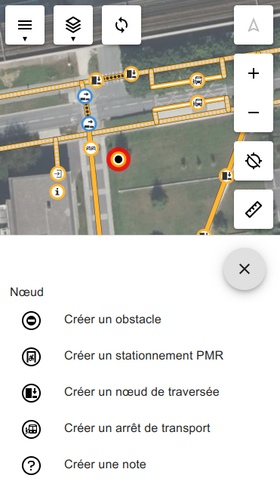 Nœud
Créer un obstacle
Créer un stationnement PMR
Créer un nœud de traversée
Créer un arrêt de transport
Créer une note